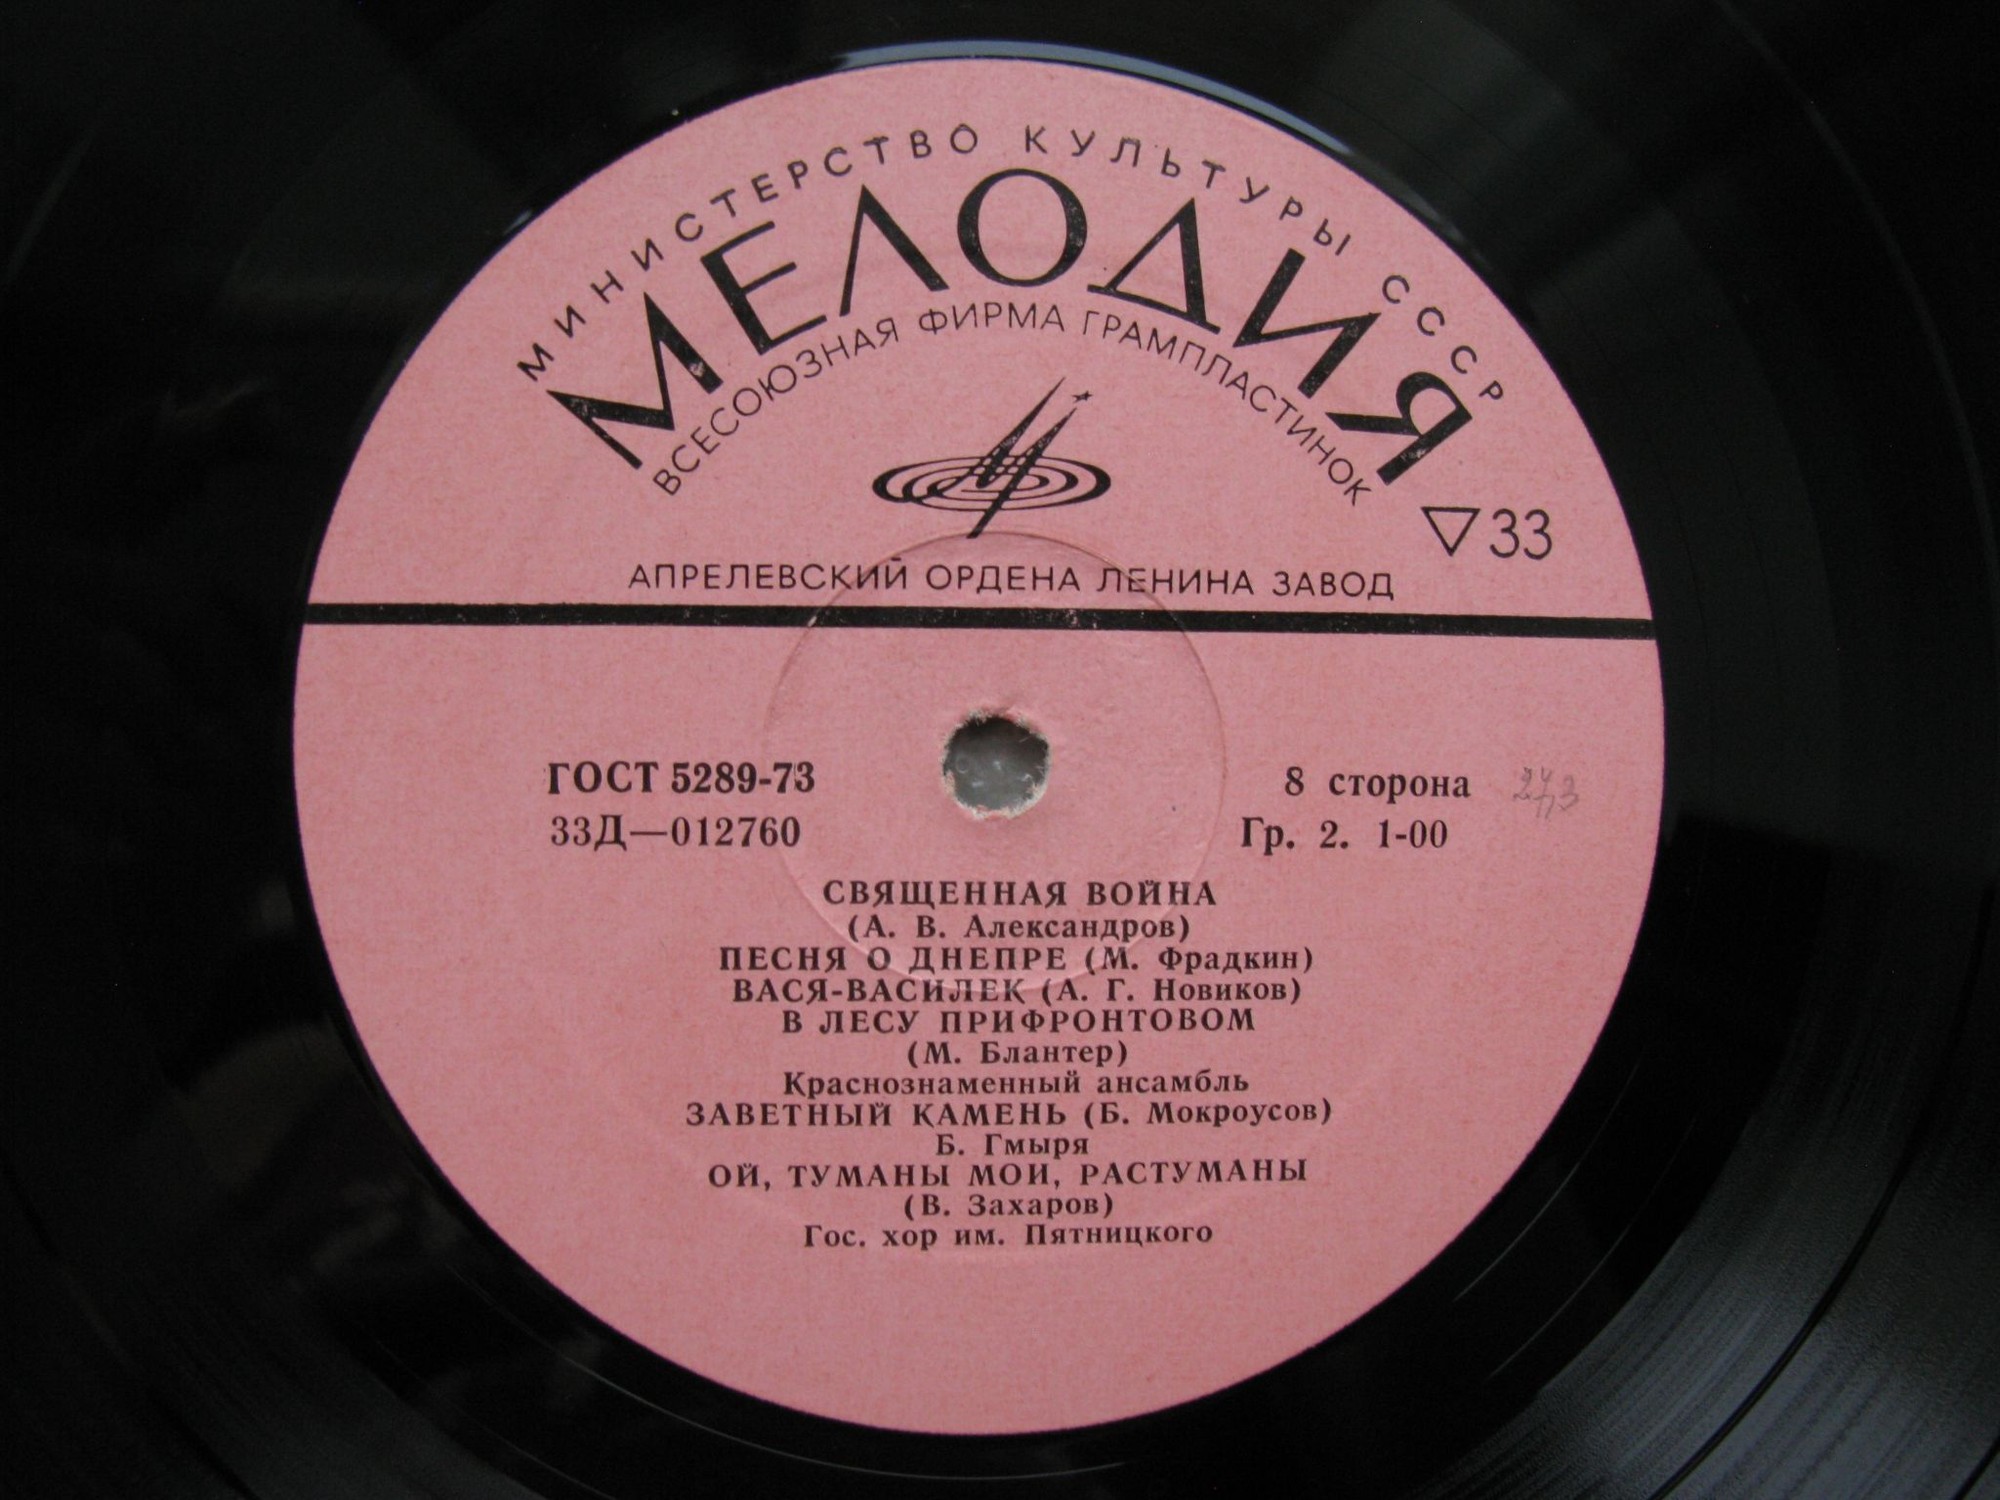 МИНИСТЕРСТВО КУЛЬТУРЫ СССР
МЕЛОДИЯ
ВСЕСОЮЗНАЯ ФИРМА ГРАМПЛАСТИНОК
▽33
АПРЕЛЕВСКИЙ ОРДЕНА ЛЕНИНА ЗАВОД
ГОСТ 5289-73
8 сторона
33Д—012760
Гр. 2. 1-00
СВЯЩЕННАЯ ВОЙНА
(А. В. Александров)
ПЕСНЯ О ДНЕПРЕ (М. Фрадкин)
ВАСЯ-ВАСИЛЕК (А. Г. Новиков)
В ЛЕСУ ПРИФРОНТОВОМ
(М. Блантер)
Краснознаменный ансамбль
ЗАВЕТНЫЙ КАМЕНЬ (Б. Мокроусов)
Б. Гмыря
ОЙ, ТУМАНЫ МОИ, РАСТУМАНЫ
(В. Захаров)
Гос. хор им. Пятницкого